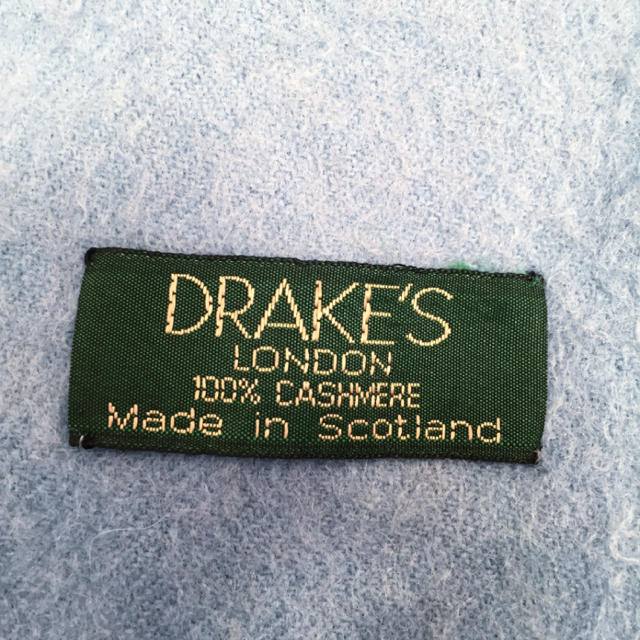 DRAKE'S
LONDON
100% CASHMERE
Made in Scotland